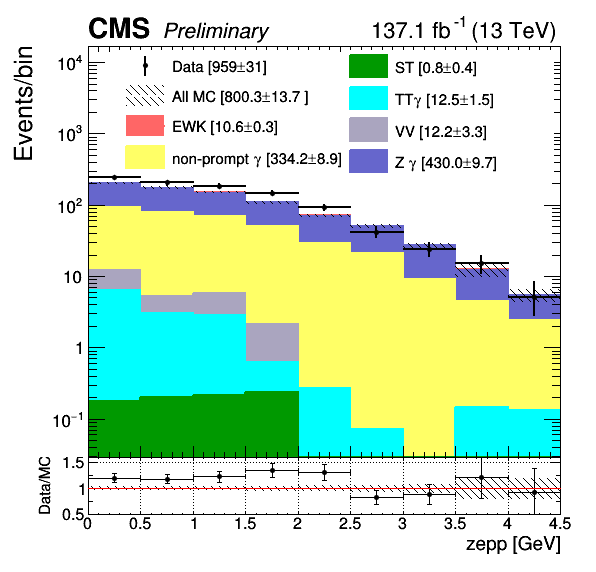 CMS Preliminary 137.1 fb⁻¹ (13 TeV)
Events/bin
Data [959±31]
All MC [800.3±13.7 ]
EWK [10.6±0.3]
non-prompt γ [334.2±8.9]
ST [0.8±0.4]
TTγ [12.5±1.5]
VV [12.2±3.3]
Z γ [430.0±9.7]
10⁴
10³
10²
10
1
10⁻¹
Data/MC
1.5
1
0.5
0 0.5 1 1.5 2 2.5 3 3.5 4 4.5
zepp [GeV]